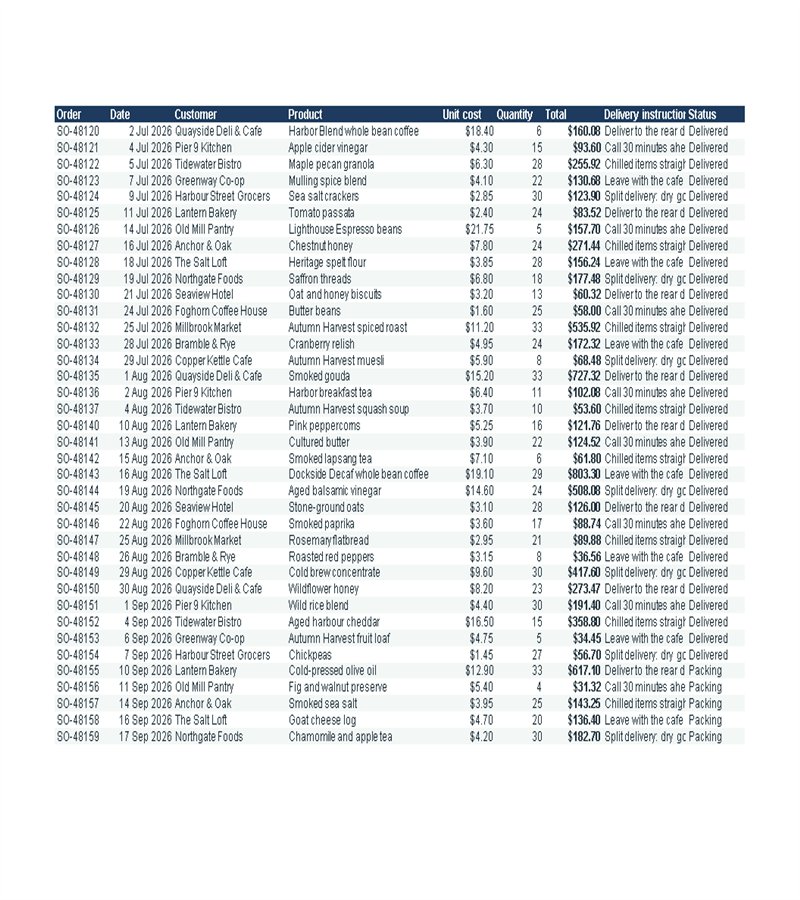 Order Date Customer Product Unit cost Quantity Total Delivery instruction Status
SO-48120 2 Jul 2026 Quayside Deli & Cafe Harbor Blend whole bean coffee $18.40 6 $160.08 Deliver to the rear d Delivered
SO-48121 4 Jul 2026 Pier 9 Kitchen Apple cider vinegar $4.30 15 $93.60 Call 30 minutes ahe Delivered
SO-48122 5 Jul 2026 Tidewater Bistro Maple pecan granola $6.30 28 $255.92 Chilled items straigh Delivered
SO-48123 7 Jul 2026 Greenway Co-op Mulling spice blend $4.10 22 $130.68 Leave with the cafe Delivered
SO-48124 9 Jul 2026 Harbour Street Grocers Sea salt crackers $2.85 30 $123.90 Split delivery: dry gc Delivered
SO-48125 11 Jul 2026 Lantern Bakery Tomato passata $2.40 24 $83.52 Deliver to the rear d Delivered
SO-48126 14 Jul 2026 Old Mill Pantry Lighthouse Espresso beans $21.75 5 $157.70 Call 30 minutes ahe Delivered
SO-48127 16 Jul 2026 Anchor & Oak Chestnut honey $7.80 24 $271.44 Chilled items straigh Delivered
SO-48128 18 Jul 2026 The Salt Loft Heritage spelt flour $3.85 28 $156.24 Leave with the cafe Delivered
SO-48129 19 Jul 2026 Northgate Foods Saffron threads $6.80 18 $177.48 Split delivery: dry gc Delivered
SO-48130 21 Jul 2026 Seaview Hotel Oat and honey biscuits $3.20 13 $60.32 Deliver to the rear d Delivered
SO-48131 24 Jul 2026 Foghorn Coffee House Butter beans $1.60 25 $58.00 Call 30 minutes ahe Delivered
SO-48132 25 Jul 2026 Millbrook Market Autumn Harvest spiced roast $11.20 33 $535.92 Chilled items straigh Delivered
SO-48133 28 Jul 2026 Bramble & Rye Cranberry relish $4.95 24 $172.32 Leave with the cafe Delivered
SO-48134 29 Jul 2026 Copper Kettle Cafe Autumn Harvest muesli $5.90 8 $68.48 Split delivery: dry gc Delivered
SO-48135 1 Aug 2026 Quayside Deli & Cafe Smoked gouda $15.20 33 $727.32 Deliver to the rear d Delivered
SO-48136 2 Aug 2026 Pier 9 Kitchen Harbor breakfast tea $6.40 11 $102.08 Call 30 minutes ahe Delivered
SO-48137 4 Aug 2026 Tidewater Bistro Autumn Harvest squash soup $3.70 10 $53.60 Chilled items straigh Delivered
SO-48140 10 Aug 2026 Lantern Bakery Pink peppercorns $5.25 16 $121.76 Deliver to the rear d Delivered
SO-48141 13 Aug 2026 Old Mill Pantry Cultured butter $3.90 22 $124.52 Call 30 minutes ahe Delivered
SO-48142 15 Aug 2026 Anchor & Oak Smoked lapsang tea $7.10 6 $61.80 Chilled items straigh Delivered
SO-48143 16 Aug 2026 The Salt Loft Dockside Decaf whole bean coffee $19.10 29 $803.30 Leave with the cafe Delivered
SO-48144 19 Aug 2026 Northgate Foods Aged balsamic vinegar $14.60 24 $508.08 Split delivery: dry gc Delivered
SO-48145 20 Aug 2026 Seaview Hotel Stone-ground oats $3.10 28 $126.00 Deliver to the rear d Delivered
SO-48146 22 Aug 2026 Foghorn Coffee House Smoked paprika $3.60 17 $88.74 Call 30 minutes ahe Delivered
SO-48147 25 Aug 2026 Millbrook Market Rosemary flatbread $2.95 21 $89.88 Chilled items straigh Delivered
SO-48148 26 Aug 2026 Bramble & Rye Roasted red peppers $3.15 8 $36.56 Leave with the cafe Delivered
SO-48149 29 Aug 2026 Copper Kettle Cafe Cold brew concentrate $9.60 30 $417.60 Split delivery: dry gc Delivered
SO-48150 30 Aug 2026 Quayside Deli & Cafe Wildflower honey $8.20 23 $273.47 Deliver to the rear d Delivered
SO-48151 1 Sep 2026 Pier 9 Kitchen Wild rice blend $4.40 30 $191.40 Call 30 minutes ahe Delivered
SO-48152 4 Sep 2026 Tidewater Bistro Aged harbour cheddar $16.50 15 $358.80 Chilled items straigh Delivered
SO-48153 6 Sep 2026 Greenway Co-op Autumn Harvest fruit loaf $4.75 5 $34.45 Leave with the cafe Delivered
SO-48154 7 Sep 2026 Harbour Street Grocers Chickpeas $1.45 27 $56.70 Split delivery: dry gc Delivered
SO-48155 10 Sep 2026 Lantern Bakery Cold-pressed olive oil $12.90 33 $617.10 Deliver to the rear d Packing
SO-48156 11 Sep 2026 Old Mill Pantry Fig and walnut preserve $5.40 4 $31.32 Call 30 minutes ahe Packing
SO-48157 14 Sep 2026 Anchor & Oak Smoked sea salt $3.95 25 $143.25 Chilled items straigh Packing
SO-48158 16 Sep 2026 The Salt Loft Goat cheese log $4.70 20 $136.40 Leave with the cafe Packing
SO-48159 17 Sep 2026 Northgate Foods Chamomile and apple tea $4.20 30 $182.70 Split delivery: dry gc Packing